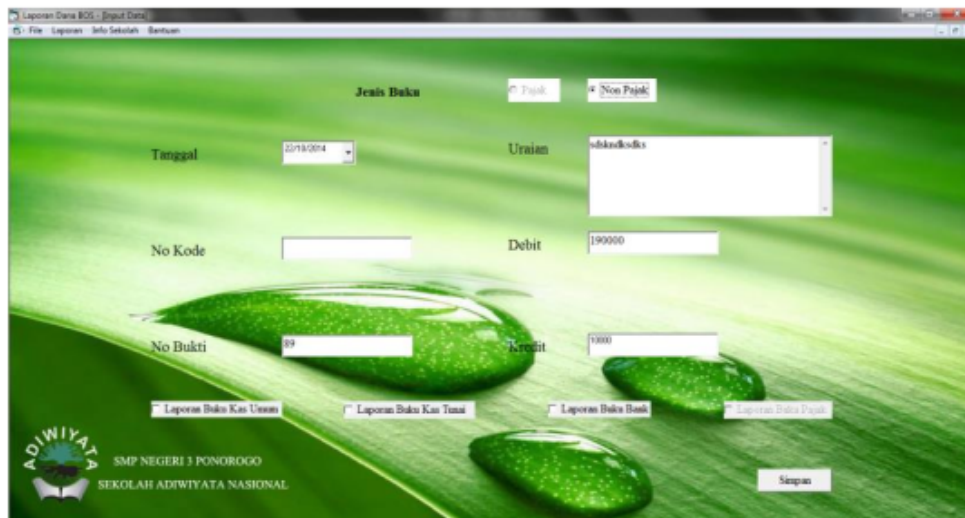 Laporan Dana BOS - [Input Data]
File Laporan Info Sekolah Bantuan
Jenis Buku Pajak Non Pajak
Tanggal 22/10/2014 Uraian sdskndksdks
No Kode Debit 190000
No Bukti 89 Kredit 10000
Laporan Buku Kas Umum Laporan Buku Kas Tunai Laporan Buku Bank Laporan Buku Pajak
ADIWIYATA
SMP NEGERI 3 PONOROGO
SEKOLAH ADIWIYATA NASIONAL
Simpan